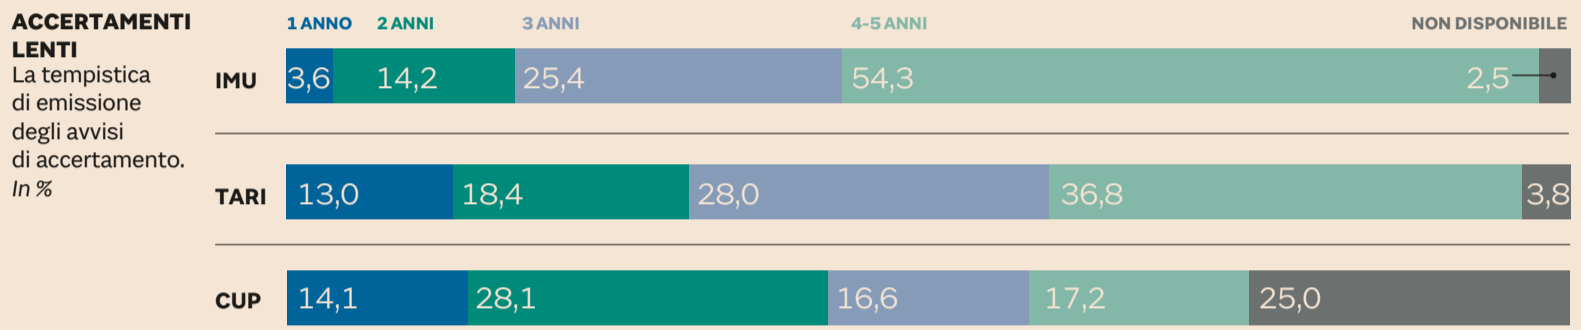 ACCERTAMENTI
LENTI
La tempistica
di emissione
degli avvisi
di accertamento.
In %
1 ANNO 2 ANNI 3 ANNI 4-5 ANNI NON DISPONIBILE
IMU 3,6 14,2 25,4 54,3 2,5
TARI 13,0 18,4 28,0 36,8 3,8
CUP 14,1 28,1 16,6 17,2 25,0